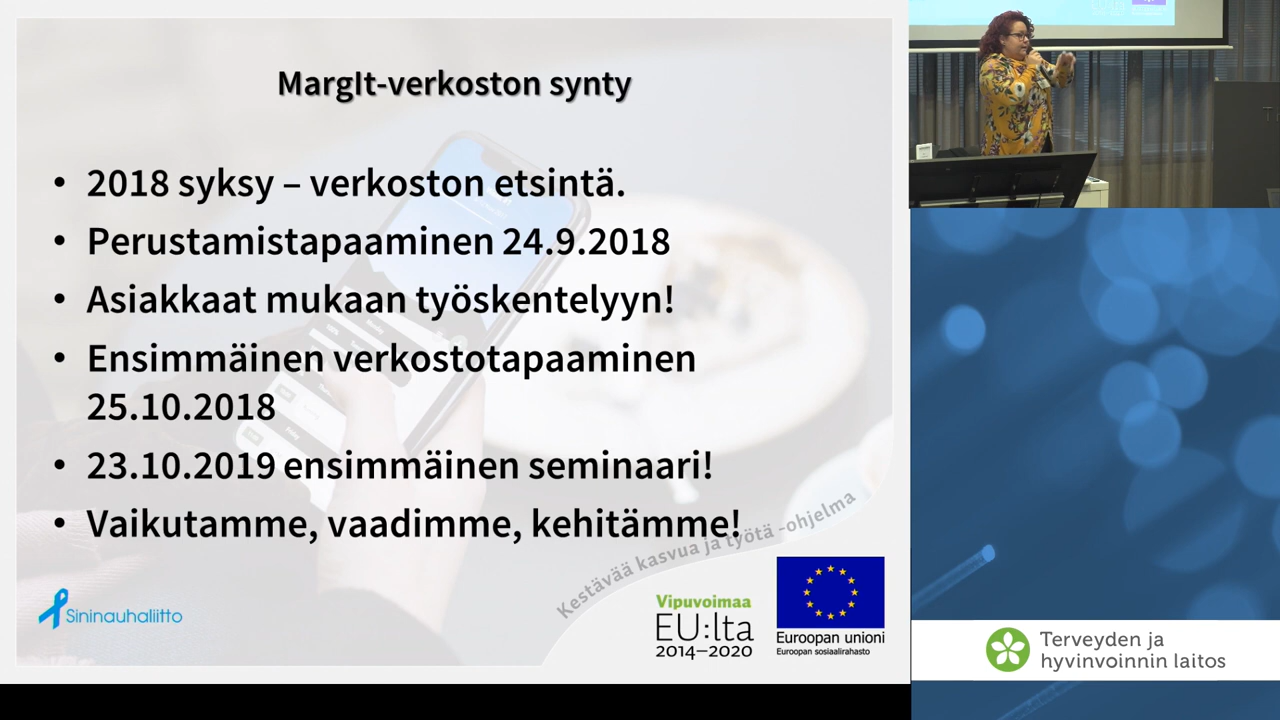 MargIt-verkoston synty
• 2018 syksy – verkoston etsintä.
• Perustamistapaaminen 24.9.2018
• Asiakkaat mukaan työskentelyyn!
• Ensimmäinen verkostotapaaminen
25.10.2018
• 23.10.2019 ensimmäinen seminaari!
• Vaikutamme, vaadimme, kehitämme!
Kestävää kasvua ja työtä -ohjelma
Sininauhaliitto
Vipuvoimaa
EU:lta
2014–2020
Euroopan unioni
Euroopan sosiaalirahasto
Terveyden ja
hyvinvoinnin laitos